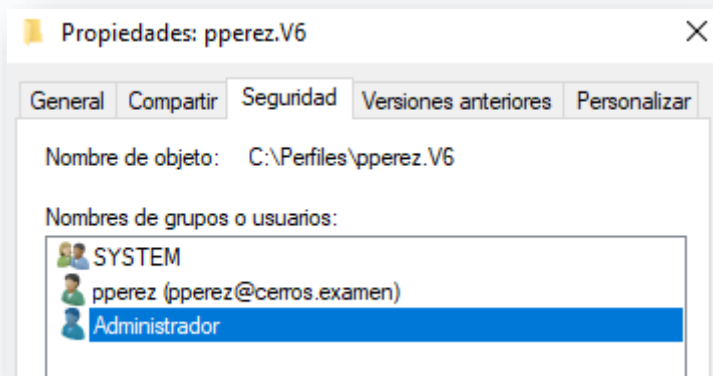 Propiedades: pperez.V6
General Compartir Seguridad Versiones anteriores Personalizar
Nombre de objeto: C:\Perfiles\pperez.V6
Nombres de grupos o usuarios:
SYSTEM
pperez (pperez@cerros.examen)
Administrador